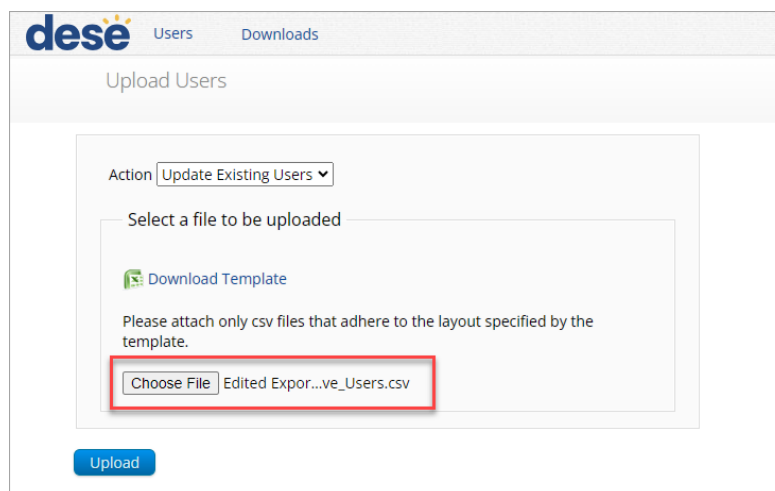 dese Users Downloads
Upload Users
Action Update Existing Users
Select a file to be uploaded
Download Template
Please attach only csv files that adhere to the layout specified by the
template.
Choose File Edited Expor...ve_Users.csv
Upload